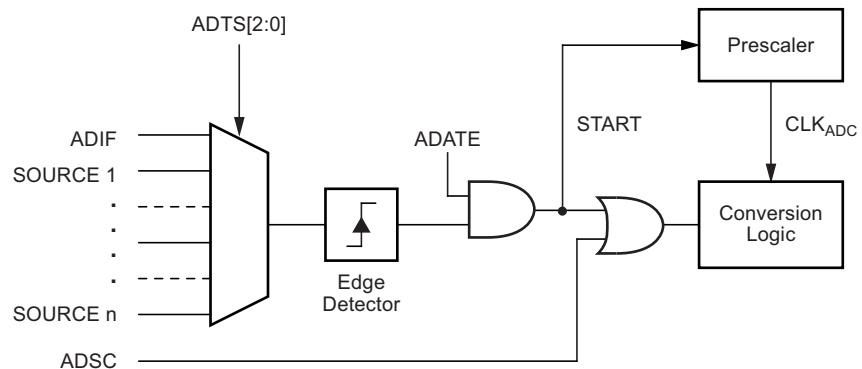 ADTS[2:0]
Prescaler
ADIF
ADATE
START
CLKADC
SOURCE 1
Conversion
Logic
Edge
Detector
SOURCE n
ADSC